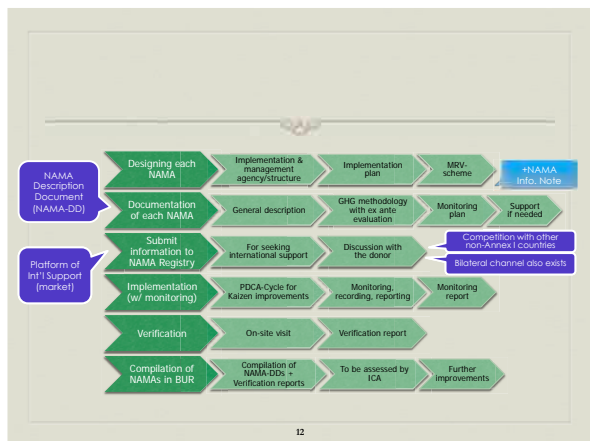 NAMA
Description
Document
(NAMA-DD)
Designing each
NAMA
Implementation &
management
agency/structure
Implementation
plan
MRV-
scheme
+NAMA
Info. Note
Documentation
of each NAMA
General description
GHG methodology
with ex ante
evaluation
Monitoring
plan
Support
if needed
Platform of
Int'l Support
(market)
Submit
information to
NAMA Registry
For seeking
international support
Discussion with
the donor
Competition with other
non-Annex I countries
Bilateral channel also exists
Implementation
(w/ monitoring)
PDCA-Cycle for
Kaizen improvements
Monitoring,
recording, reporting
Monitoring
report
Verification
On-site visit
Verification report
Compilation of
NAMAs in BUR
Compilation of
NAMA-DDs +
Verification reports
To be assessed by
ICA
Further
improvements
12